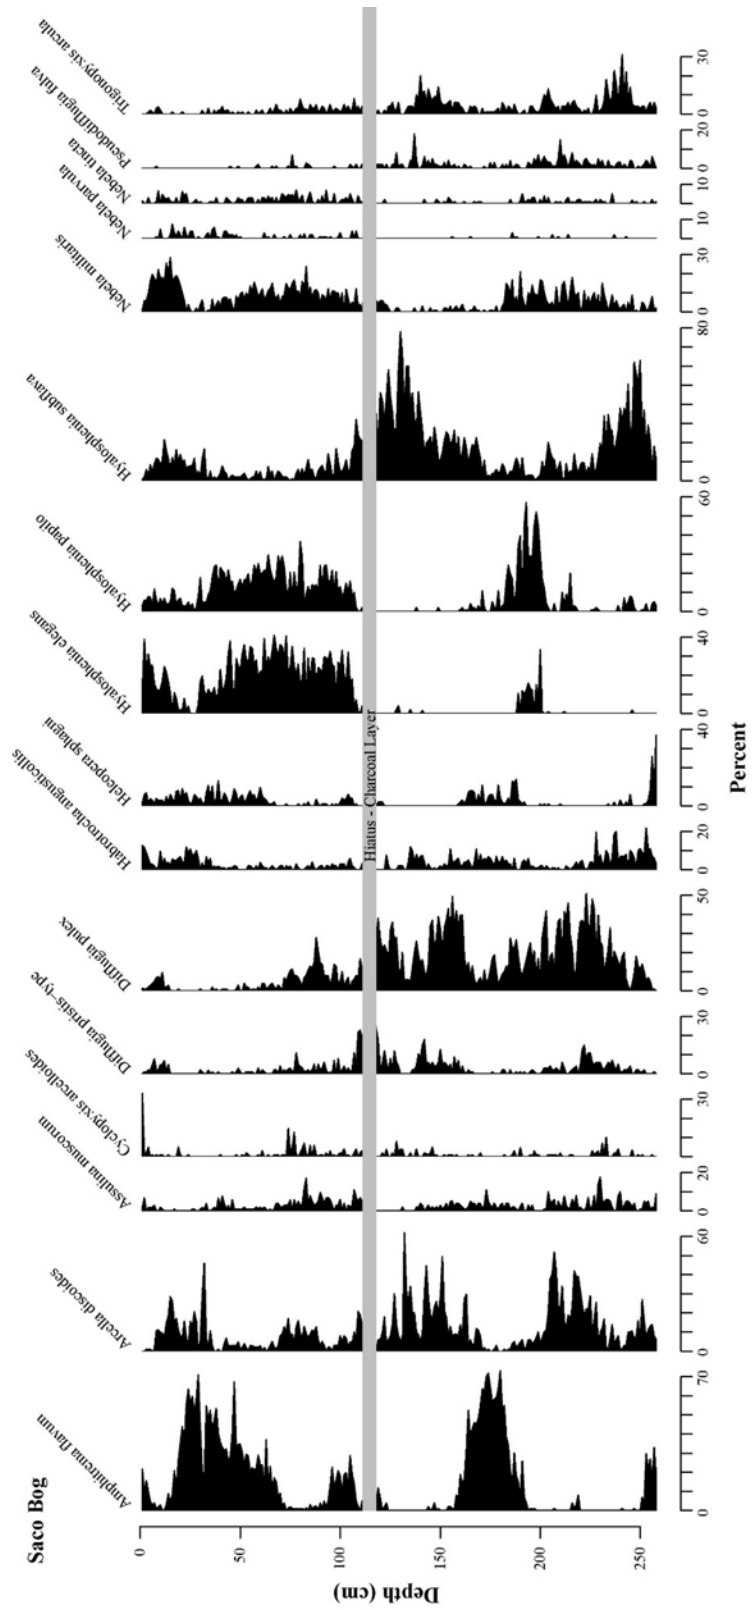 Saco Bog
Amphitrema flavum
Arcella discoides
Assulina muscorum
Cyclopyxis arcelloides
Difflugia pristis-type
Difflugia pulex
Habrotrocha angusticollis
Heleopera sphagni
Hyalosphenia elegans
Hyalosphenia papilo
Hyalosphenia subflava
Nebela militaris
Nebela parvula
Nebela tincta
Pseudodifflugia fulva
Trigonopyxis arcula
Depth (cm)
0
50
100
150
200
250
Hiatus - Charcoal Layer
0 70
0 60
0 20
0 30
0 30
0 50
0 20
0 40
0 40
0 60
0 80
0 30
10
0 10
0 20
0 30
Percent